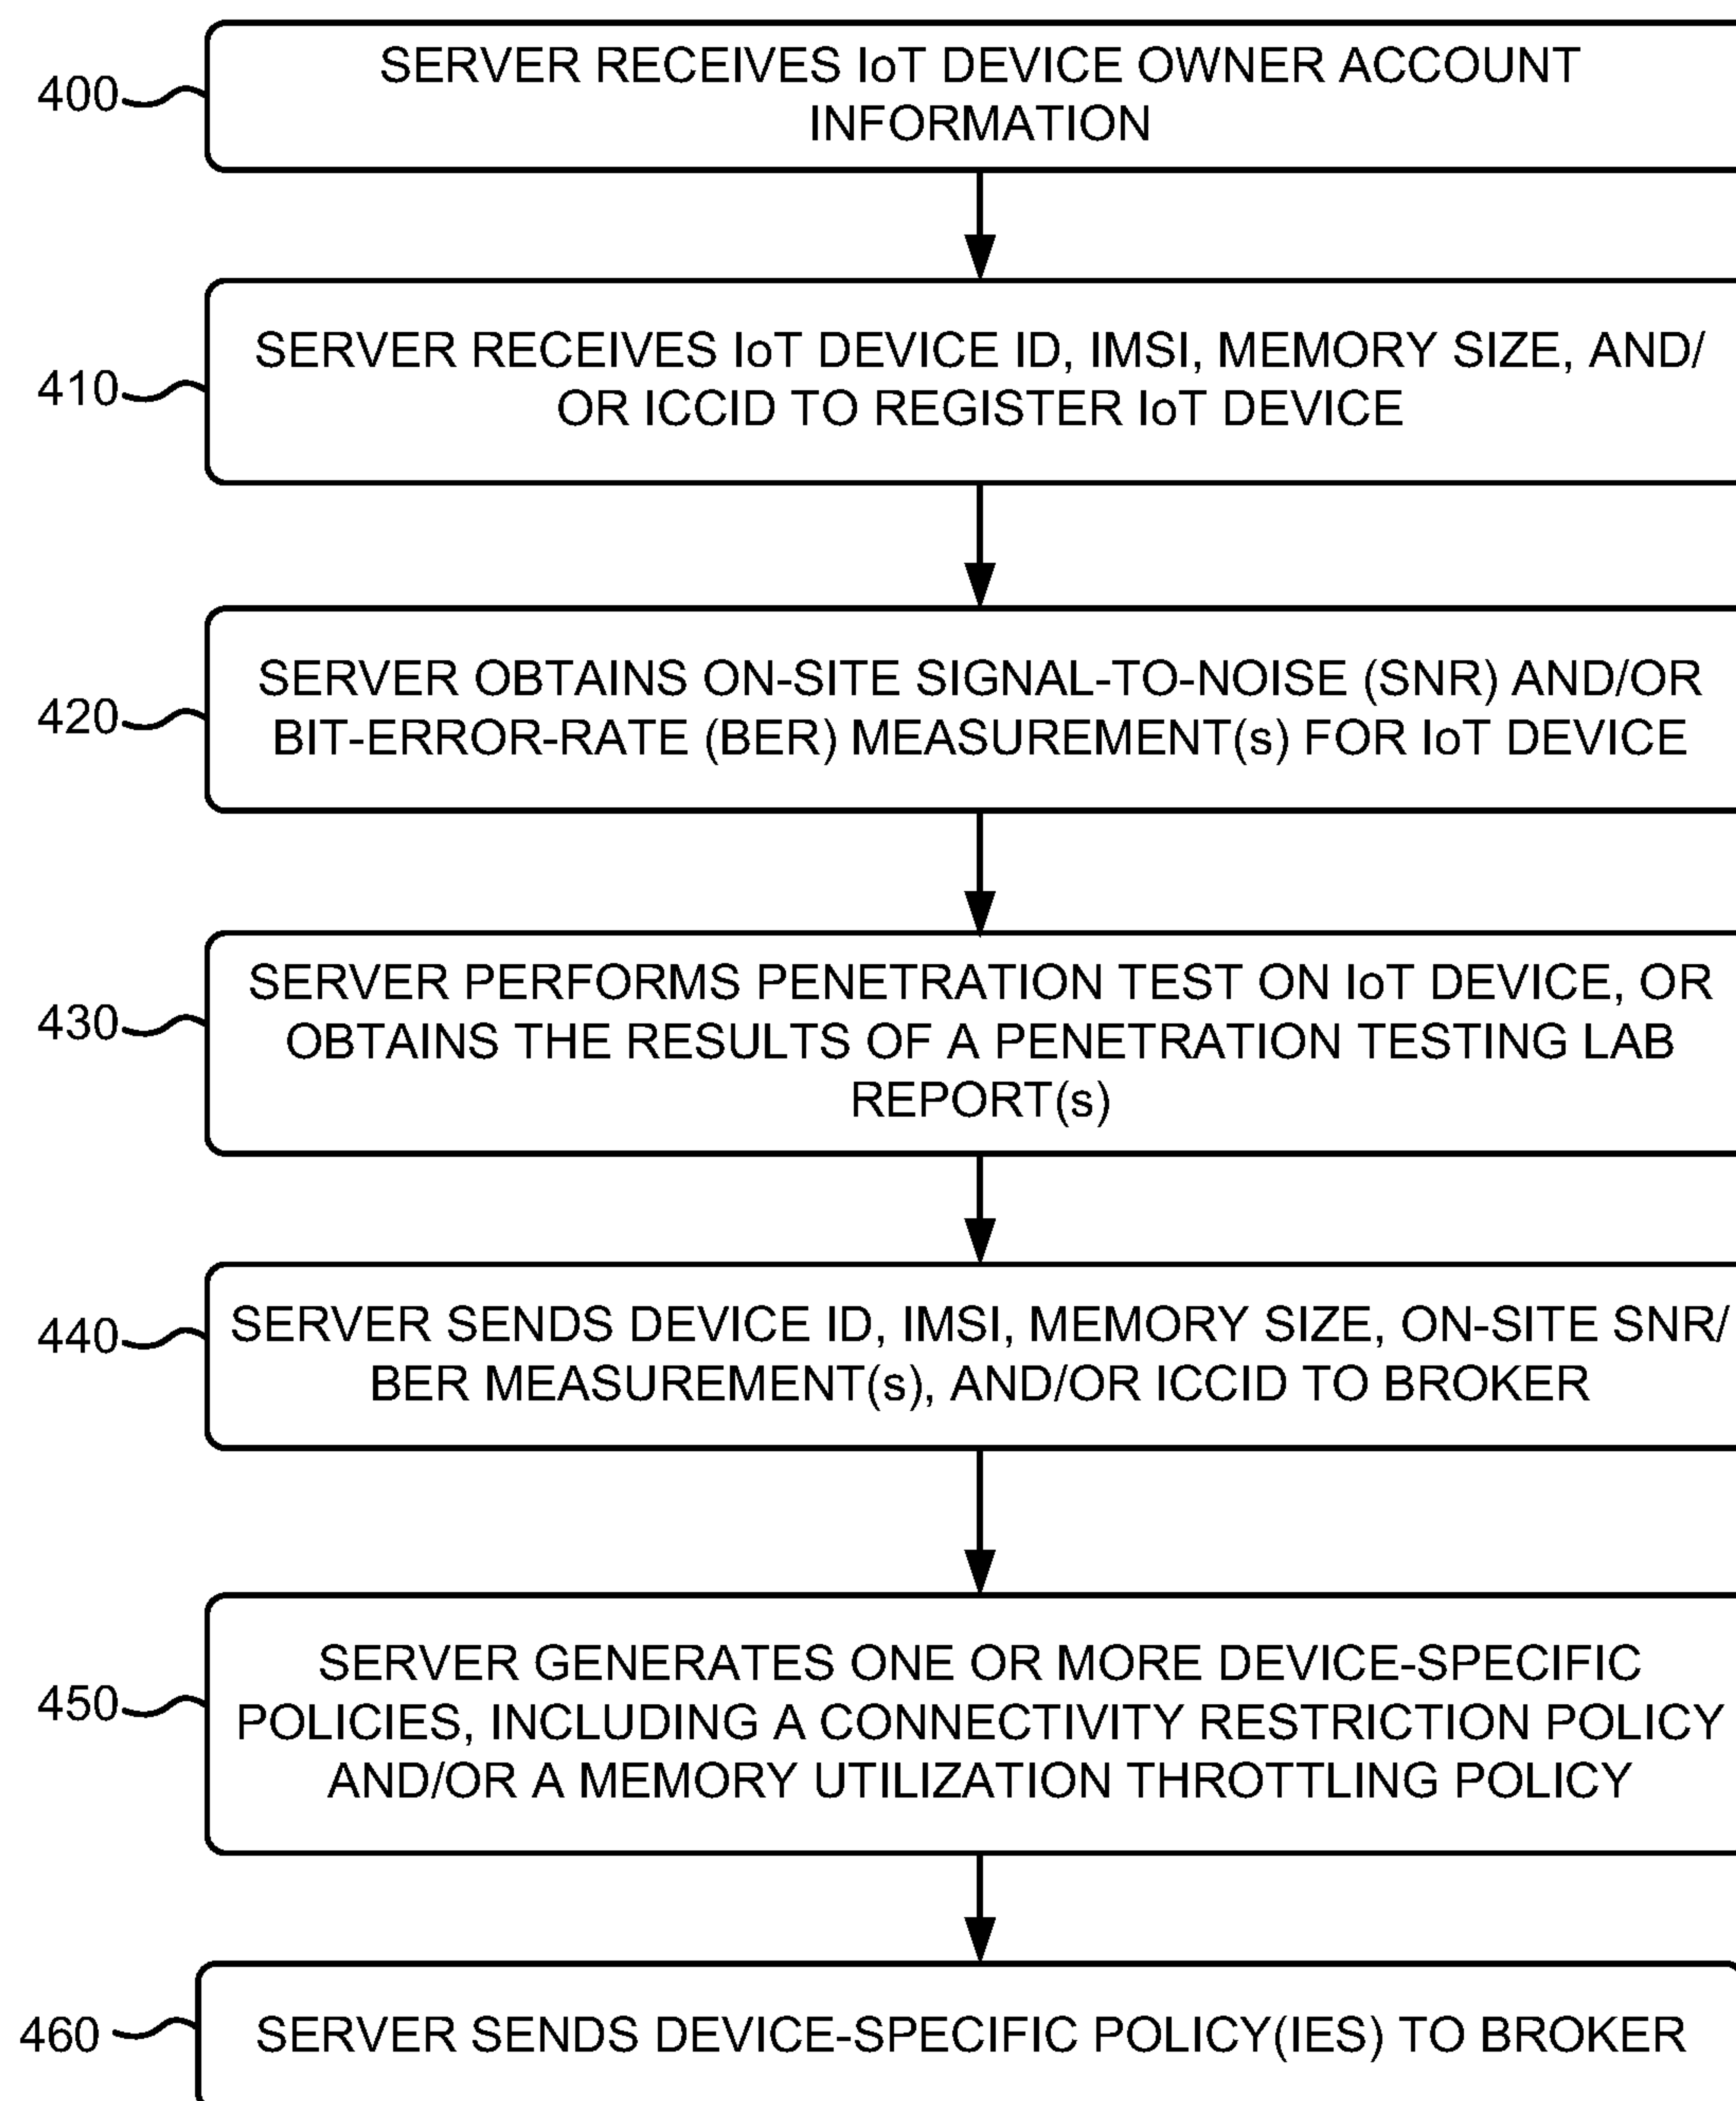 400
SERVER RECEIVES IoT DEVICE OWNER ACCOUNT
INFORMATION
410
SERVER RECEIVES IoT DEVICE ID, IMSI, MEMORY SIZE, AND/
OR ICCID TO REGISTER IoT DEVICE
420
SERVER OBTAINS ON-SITE SIGNAL-TO-NOISE (SNR) AND/OR
BIT-ERROR-RATE (BER) MEASUREMENT(s) FOR IoT DEVICE
430
SERVER PERFORMS PENETRATION TEST ON IoT DEVICE, OR
OBTAINS THE RESULTS OF A PENETRATION TESTING LAB
REPORT(s)
440
SERVER SENDS DEVICE ID, IMSI, MEMORY SIZE, ON-SITE SNR/
BER MEASUREMENT(s), AND/OR ICCID TO BROKER
450
SERVER GENERATES ONE OR MORE DEVICE-SPECIFIC
POLICIES, INCLUDING A CONNECTIVITY RESTRICTION POLICY
AND/OR A MEMORY UTILIZATION THROTTLING POLICY
460
SERVER SENDS DEVICE-SPECIFIC POLICY(IES) TO BROKER